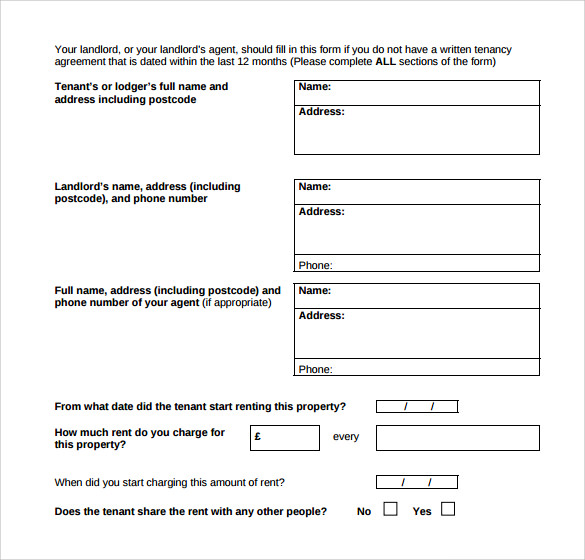 Your landlord, or your landlord's agent, should fill in this form if you do not have a written tenancy
agreement that is dated within the last 12 months (Please complete ALL sections of the form)
Tenant's or lodger's full name and
address including postcode
Name:
Address:
Landlord's name, address (including
postcode), and phone number
Name:
Address:
Phone:
Full name, address (including postcode) and
phone number of your agent (if appropriate)
Name:
Address:
Phone:
From what date did the tenant start renting this property? / /
How much rent do you charge for
this property?
£ every
When did you start charging this amount of rent? / /
Does the tenant share the rent with any other people? No Yes